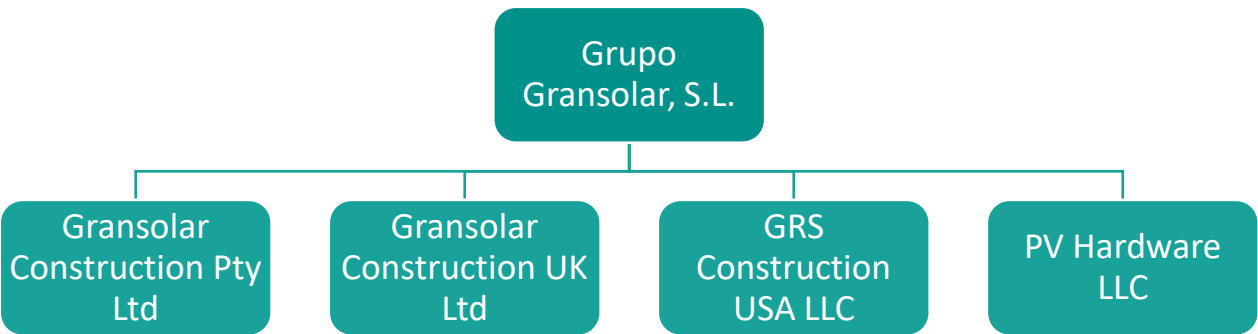 Grupo
Gransolar, S.L.
Gransolar
Construction Pty
Ltd
Gransolar
Construction UK
Ltd
GRS
Construction
USA LLC
PV Hardware
LLC